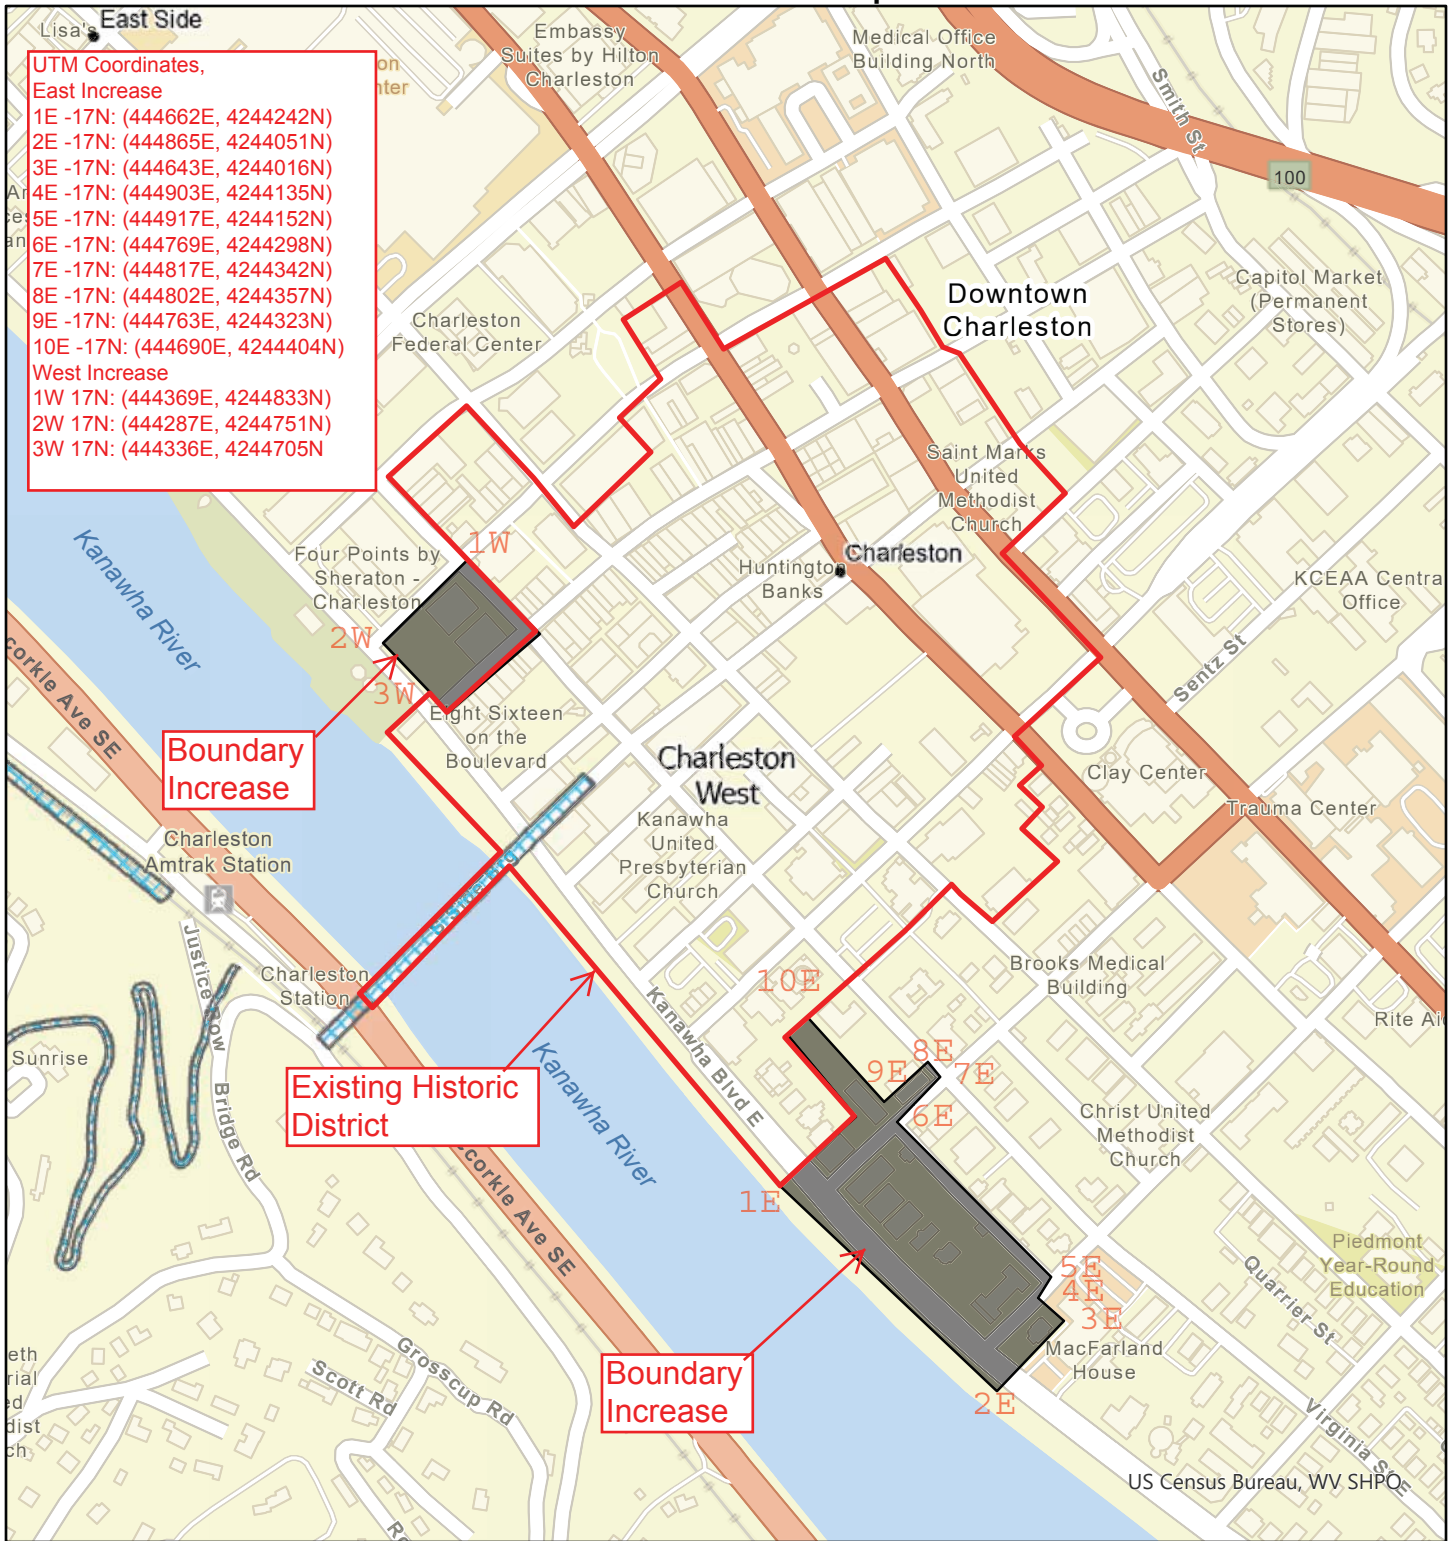 Lisa's
East Side
UTM Coordinates,
East Increase
1E -17N: (444662E, 4244242N)
2E -17N: (444865E, 4244051N)
3E -17N: (444643E, 4244016N)
4E -17N: (444903E, 4244135N)
5E -17N: (444917E, 4244152N)
6E -17N: (444769E, 4244298N)
7E -17N: (444817E, 4244342N)
8E -17N: (444802E, 4244357N)
9E -17N: (444763E, 4244323N)
10E -17N: (444690E, 4244404N)
West Increase
1W 17N: (444369E, 4244833N)
2W 17N: (444287E, 4244751N)
3W 17N: (444336E, 4244705N
Embassy
Suites by Hilton
Charleston
Medical Office
Building North
Smith St
100
Capitol Market
(Permanent
Stores)
Downtown
Charleston
Charleston
Federal Center
Saint Marks
United
Methodist
Church
Kanawha River
Four Points by
Sheraton -
Charleston
1W
2W
3W
Huntington
Banks
Charleston
KCEAA Centra
Office
Sentz St
corkle Ave SE
Eight Sixteen
on the
Boulevard
Boundary
Increase
Charleston
West
Clay Center
Trauma Center
Kanawha
United
Presbyterian
Church
Charleston
Amtrak Station
S Side Brg
Justice Row
Charleston
Station
Brooks Medical
Building
10E
Rite Ai
Sunrise
Kanawha Blvd E
Kanawha River
Existing Historic
District
8E
9E
7E
6E
Christ United
Methodist
Church
Bridge Rd
ccorkle Ave SE
1E
5E
4E
3E
Piedmont
Year-Round
Education
Quarrier St
MacFarland
House
Grosscup Rd
Scott Rd
Boundary
Increase
2E
Virginia St E
eth
rial
ed
dist
ch
US Census Bureau, WV SHPO